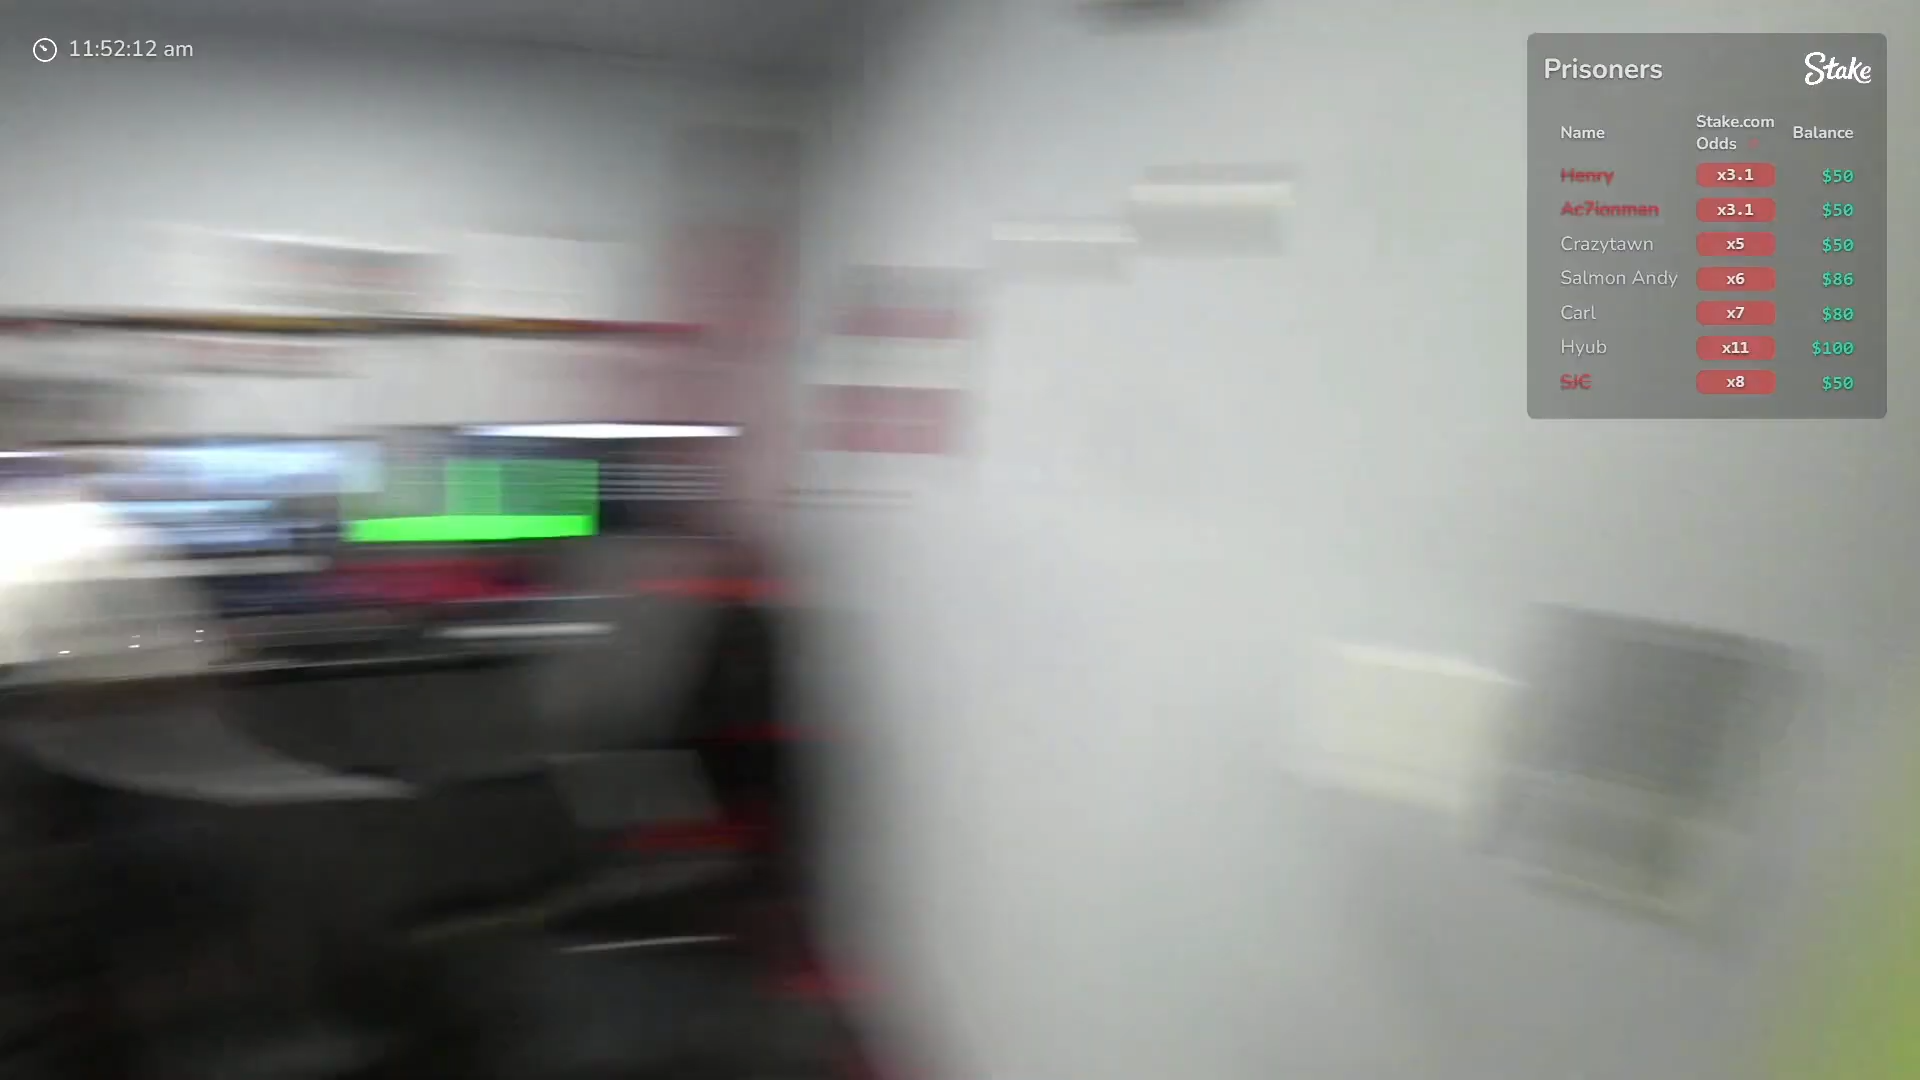 11:52:12 am
Prisoners Stake
Name Stake.com Odds Balance
Henry x3.1 $50
Ac7ionman x3.1 $50
Crazytawn x5 $50
Salmon Andy x6 $86
Carl x7 $80
Hyub x11 $100
SJC x8 $50